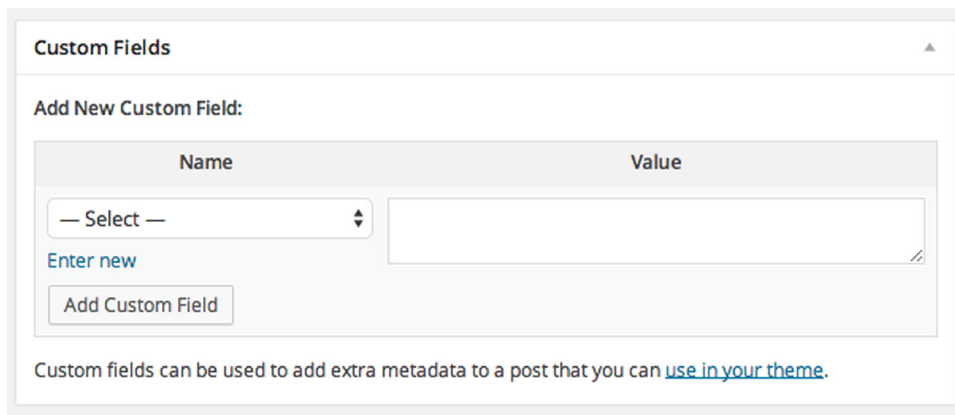 Custom Fields
Add New Custom Field:
Name Value
— Select —
Enter new
Add Custom Field
Custom fields can be used to add extra metadata to a post that you can use in your theme.